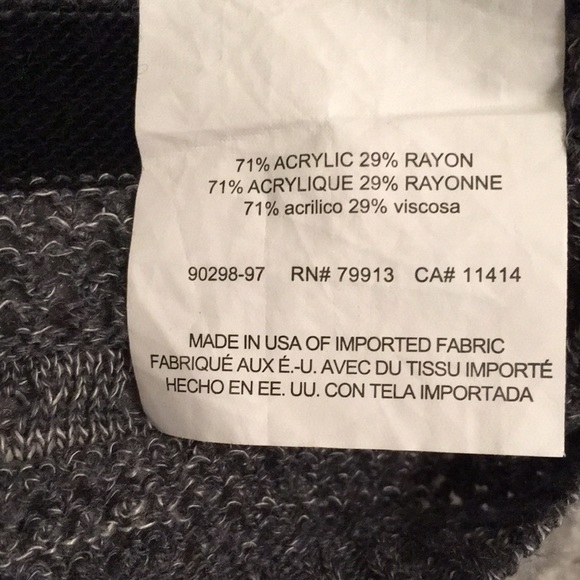 71% ACRYLIC 29% RAYON
71% ACRYLIQUE 29% RAYONNE
71% acrilico 29% viscosa
90298-97 RN# 79913 CA# 11414
MADE IN USA OF IMPORTED FABRIC
FABRIQUÉ AUX É.-U. AVEC DU TISSU IMPORTÉ
HECHO EN EE. UU. CON TELA IMPORTADA